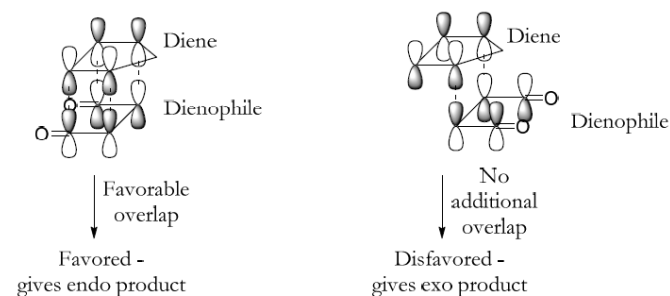 Diene
O
Dienophile
O
Favorable
overlap
Favored -
gives endo product
Diene
O
O
Dienophile
No
additional
overlap
Disfavored -
gives exo product